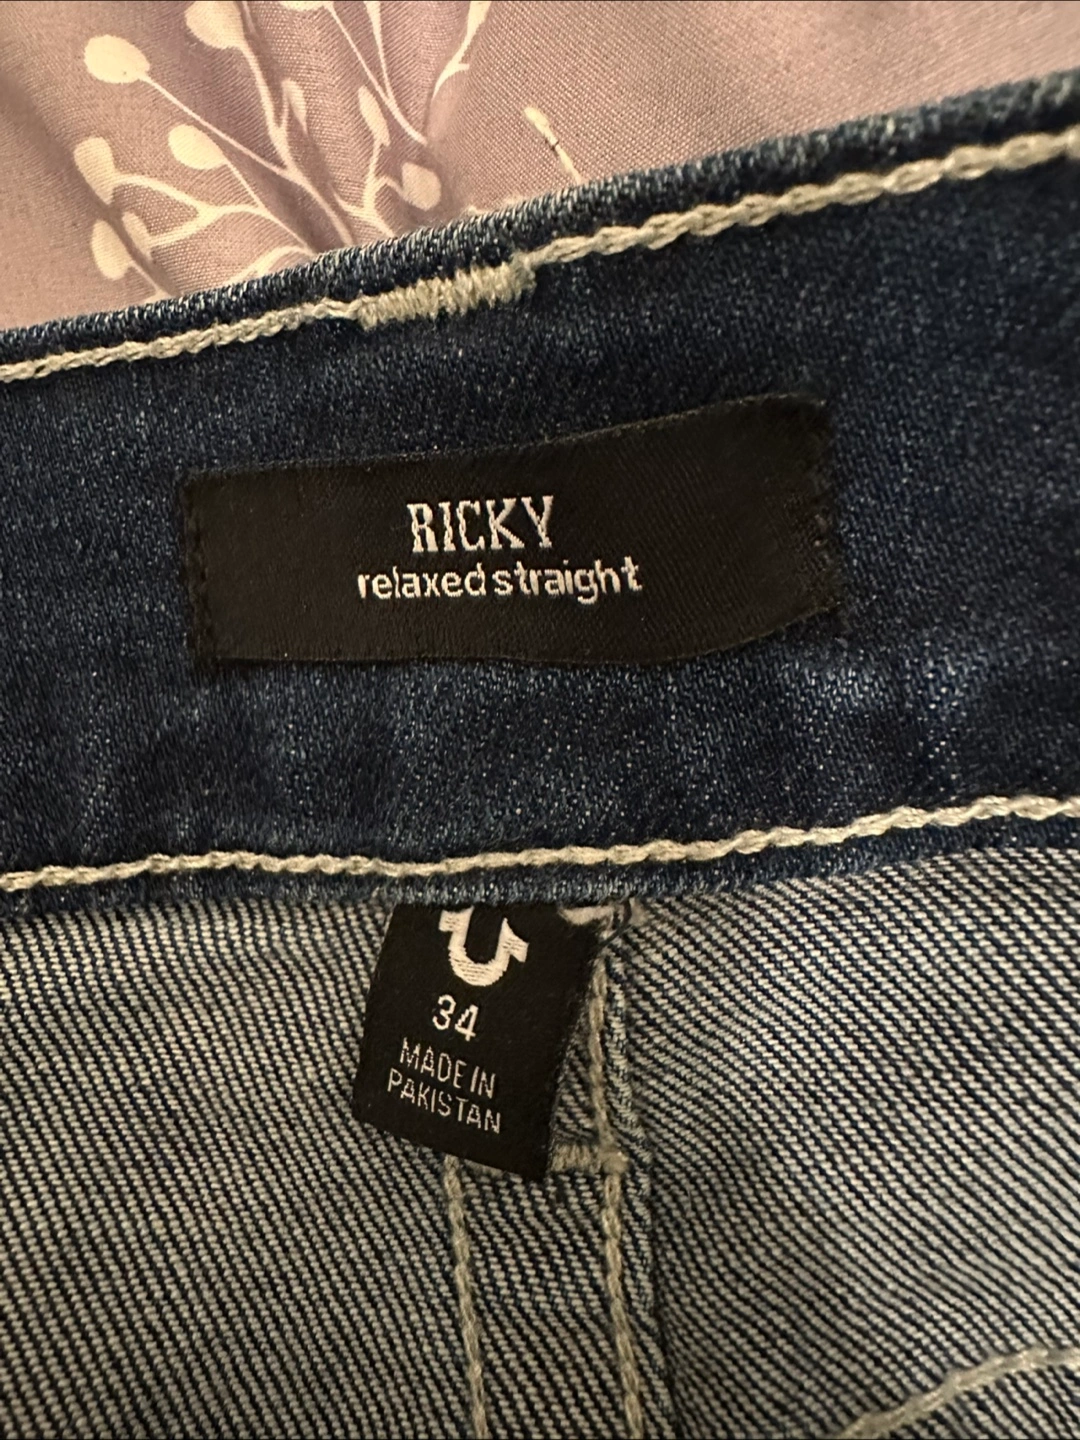 RICKY
relaxed straight
34
MADE IN
PAKISTAN